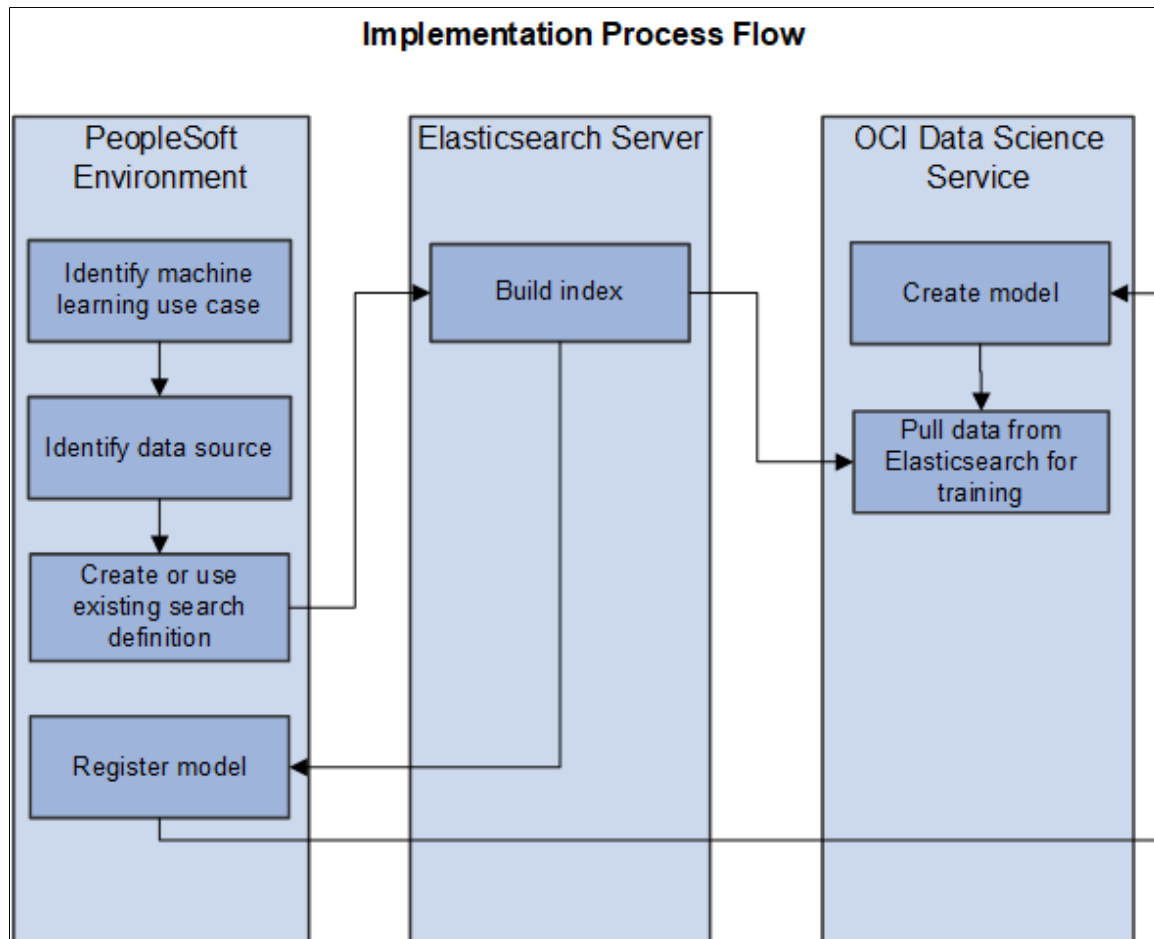 Implementation Process Flow
PeopleSoft
Environment
Identify machine
learning use case
Identify data source
Create or use
existing search
definition
Register model
Elasticsearch Server
Build index
OCI Data Science
Service
Create model
Pull data from
Elasticsearch for
training